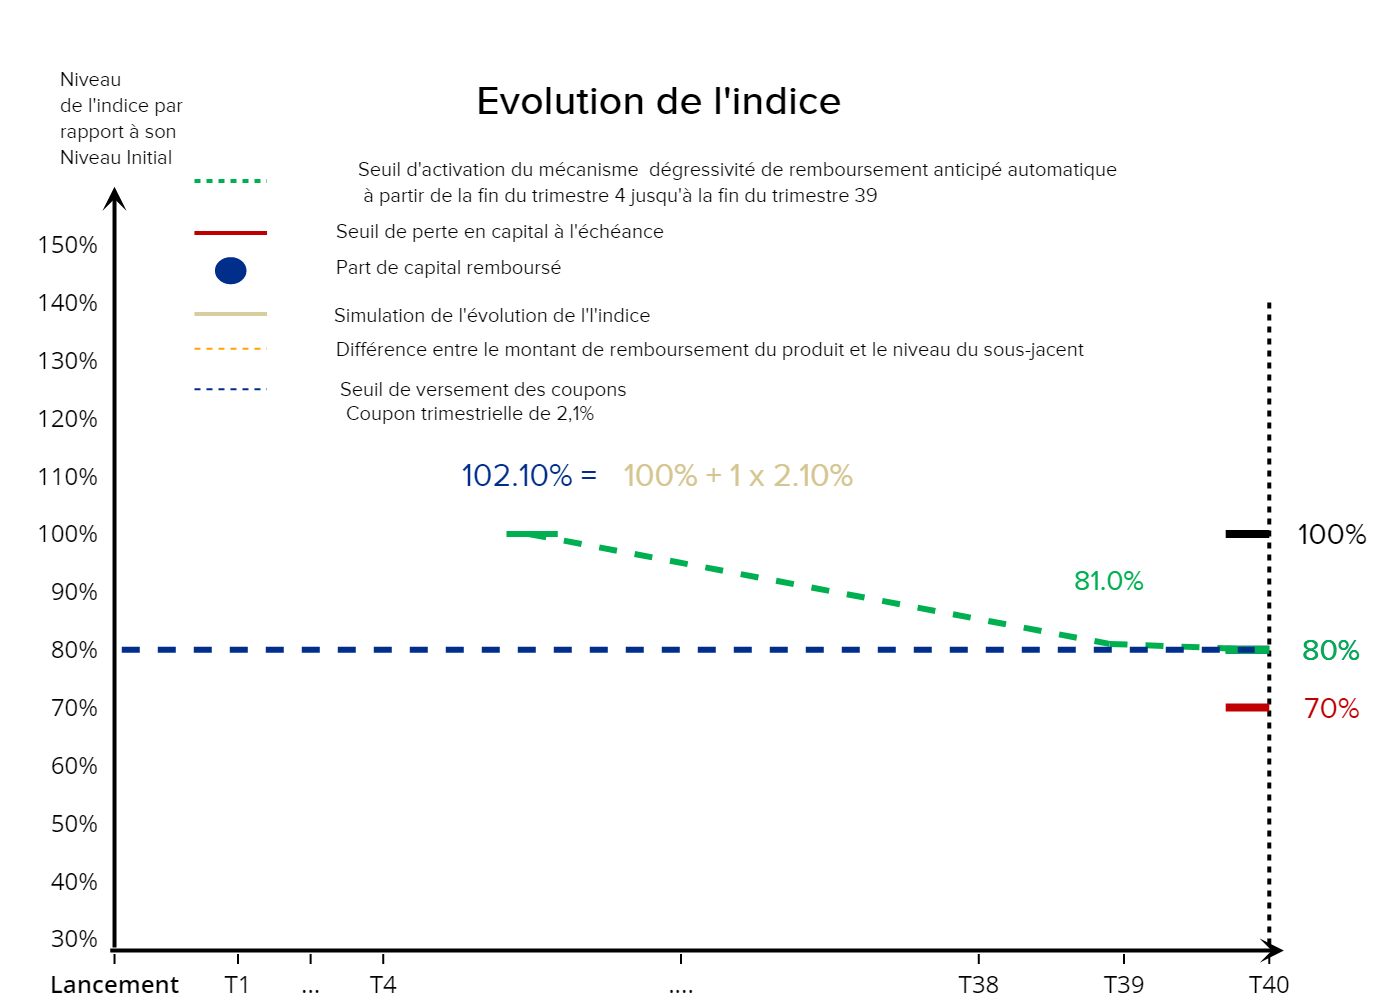 Niveau
de l'indice par
rapport à son
Niveau Initial
Evolution de l'indice
Seuil d'activation du mécanisme  dégressivité de remboursement anticipé automatique
à partir de la fin du trimestre 4 jusqu'à la fin du trimestre 39
Seuil de perte en capital à l'échéance
Part de capital remboursé
Simulation de l'évolution de l'l'indice
Différence entre le montant de remboursement du produit et le niveau du sous-jacent
Seuil de versement des coupons
Coupon trimestrielle de 2,1%
150%
140%
130%
120%
110%
102.10% = 100% + 1 x 2.10%
100%
100%
90%
81.0%
80%
80%
70%
70%
60%
50%
40%
30%
Lancement T1 ... T4 .... T38 T39 T40